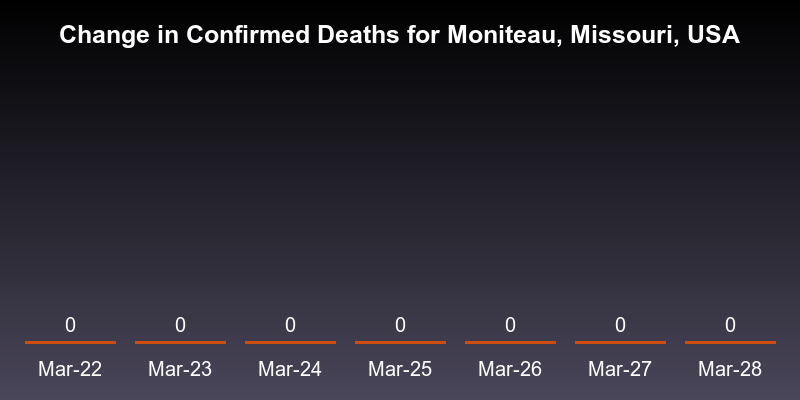 Change in Confirmed Deaths for Moniteau, Missouri, USA
0 0 0 0 0 0 0
Mar-22 Mar-23 Mar-24 Mar-25 Mar-26 Mar-27 Mar-28